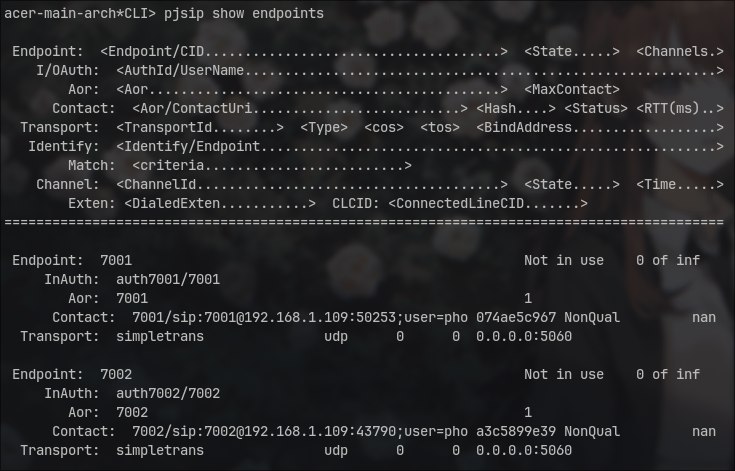 acer-main-arch*CLI> pjsip show endpoints

 Endpoint:  <Endpoint/CID.....................................>  <State.....>  <Channels.>
    I/OAuth:  <AuthId/UserName...........................................................>
        Aor:  <Aor............................................>  <MaxContact>
      Contact:  <Aor/ContactUri..........................> <Hash....> <Status> <RTT(ms)..>
  Transport:  <TransportId........>  <Type>  <cos>  <tos>  <BindAddress..................>
   Identify:  <Identify/Endpoint.........................................................>
        Match:  <criteria.........................>
    Channel:  <ChannelId......................................>  <State.....>  <Time.....>
        Exten: <DialedExten...........>  CLCID: <ConnectedLineCID.......>
==========================================================================================

 Endpoint:  7001                                                 Not in use    0 of inf
     InAuth:  auth7001/7001
        Aor:  7001                                               1
      Contact:  7001/sip:7001@192.168.1.109:50253;user=pho 074ae5c967 NonQual         nan
  Transport:  simpletrans               udp      0      0  0.0.0.0:5060

 Endpoint:  7002                                                 Not in use    0 of inf
     InAuth:  auth7002/7002
        Aor:  7002                                               1
      Contact:  7002/sip:7002@192.168.1.109:43790;user=pho a3c5899e39 NonQual         nan
  Transport:  simpletrans               udp      0      0  0.0.0.0:5060